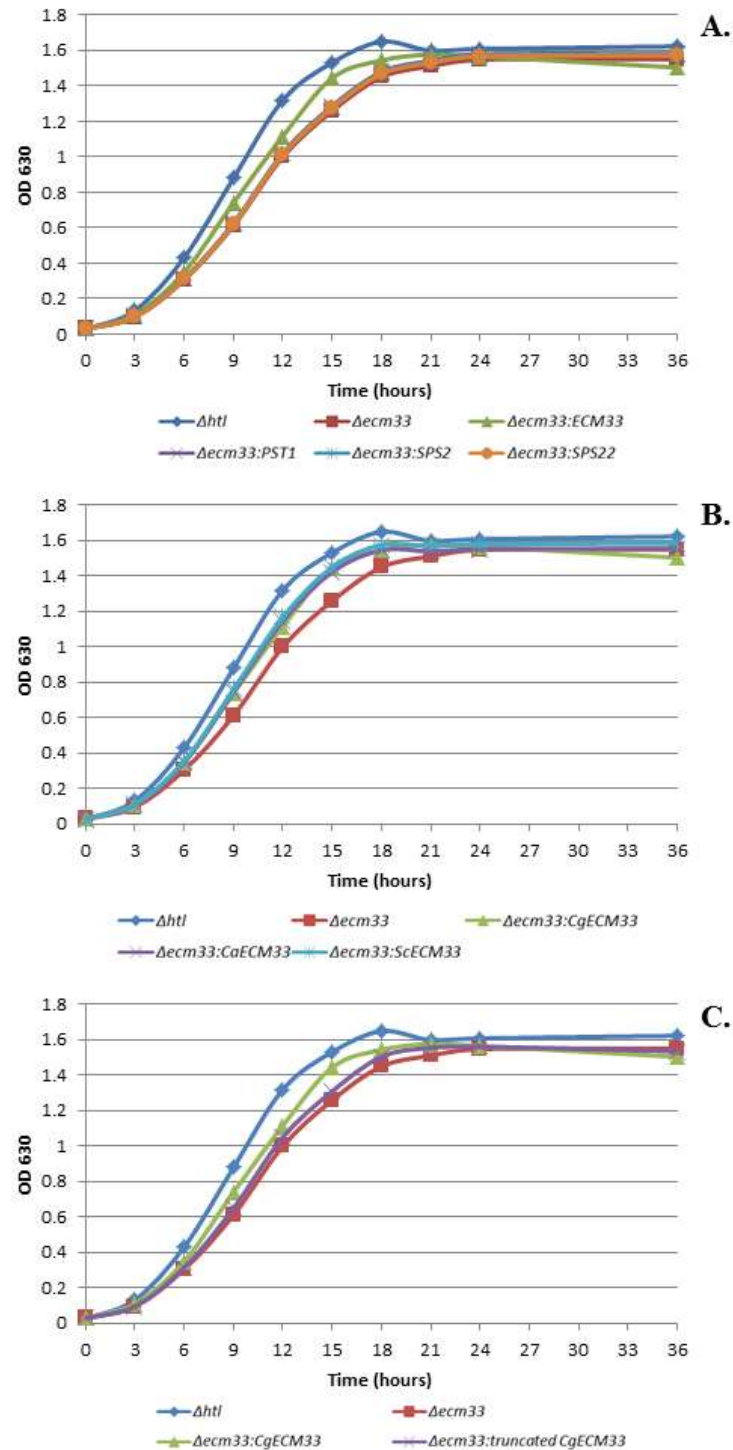 A.
1.8
1.6
1.4
1.2
1
0.8
0.6
0.4
0.2
0
OD 630
0 3 6 9 12 15 18 21 24 27 30 33 36
Time (hours)
Δhtl Δecm33 Δecm33:ECM33
Δecm33:PST1 Δecm33:SPS2 Δecm33:SPS22
B.
1.8
1.6
1.4
1.2
1
0.8
0.6
0.4
0.2
0
OD 630
0 3 6 9 12 15 18 21 24 27 30 33 36
Time (hours)
Δhtl Δecm33 Δecm33:CgECM33
Δecm33:CaECM33 Δecm33:ScECM33
C.
1.8
1.6
1.4
1.2
1
0.8
0.6
0.4
0.2
0
OD 630
0 3 6 9 12 15 18 21 24 27 30 33 36
Time (hours)
Δhtl Δecm33
Δecm33:CgECM33 Δecm33:truncated CgECM33